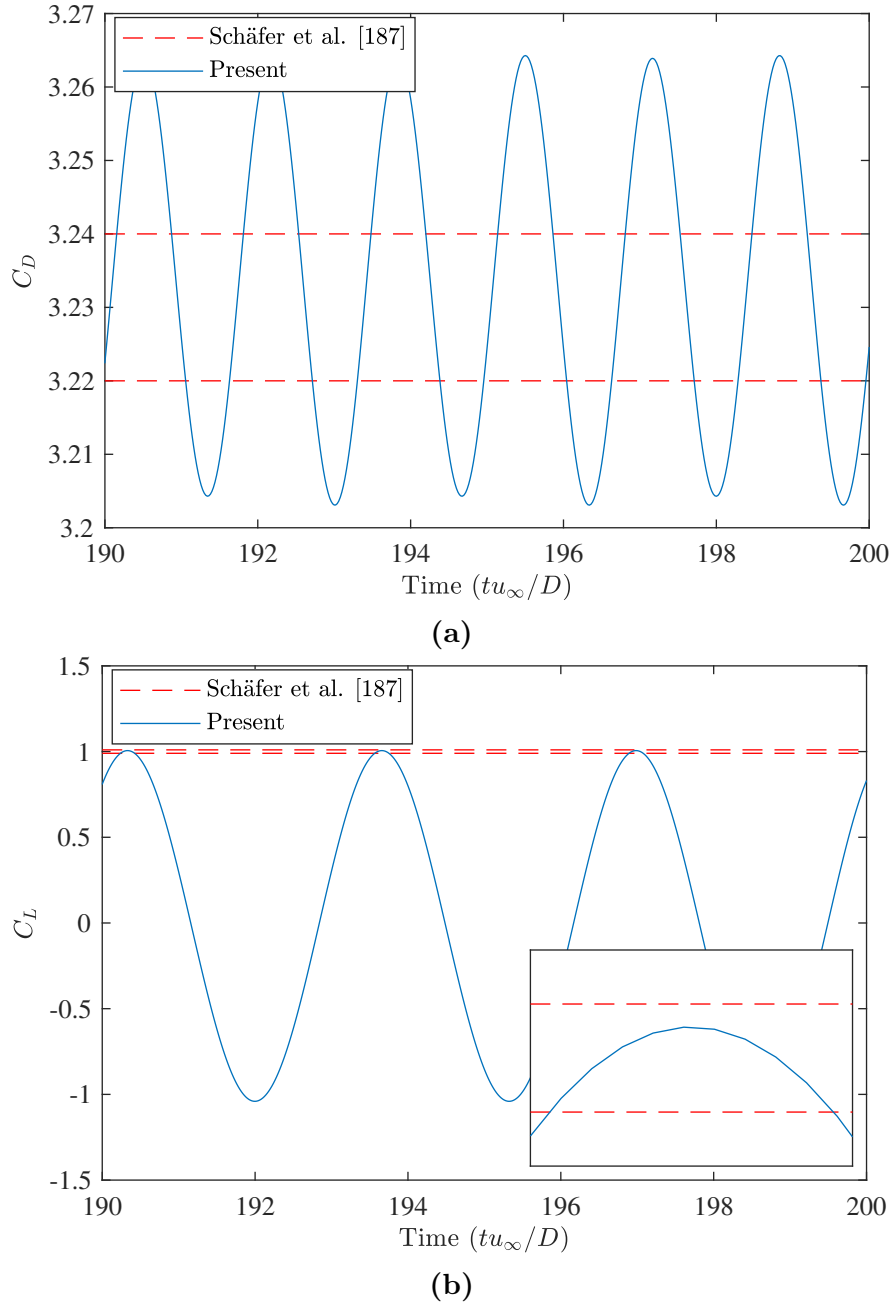 3.27
Schäfer et al. [187]
Present
3.26
3.25
3.24
3.23
3.22
3.21
3.2
C_D
190 192 194 196 198 200
Time (tu_∞/D)
(a)
1.5
Schäfer et al. [187]
Present
1
0.5
0
-0.5
-1
-1.5
C_L
190 192 194 196 198 200
Time (tu_∞/D)
(b)